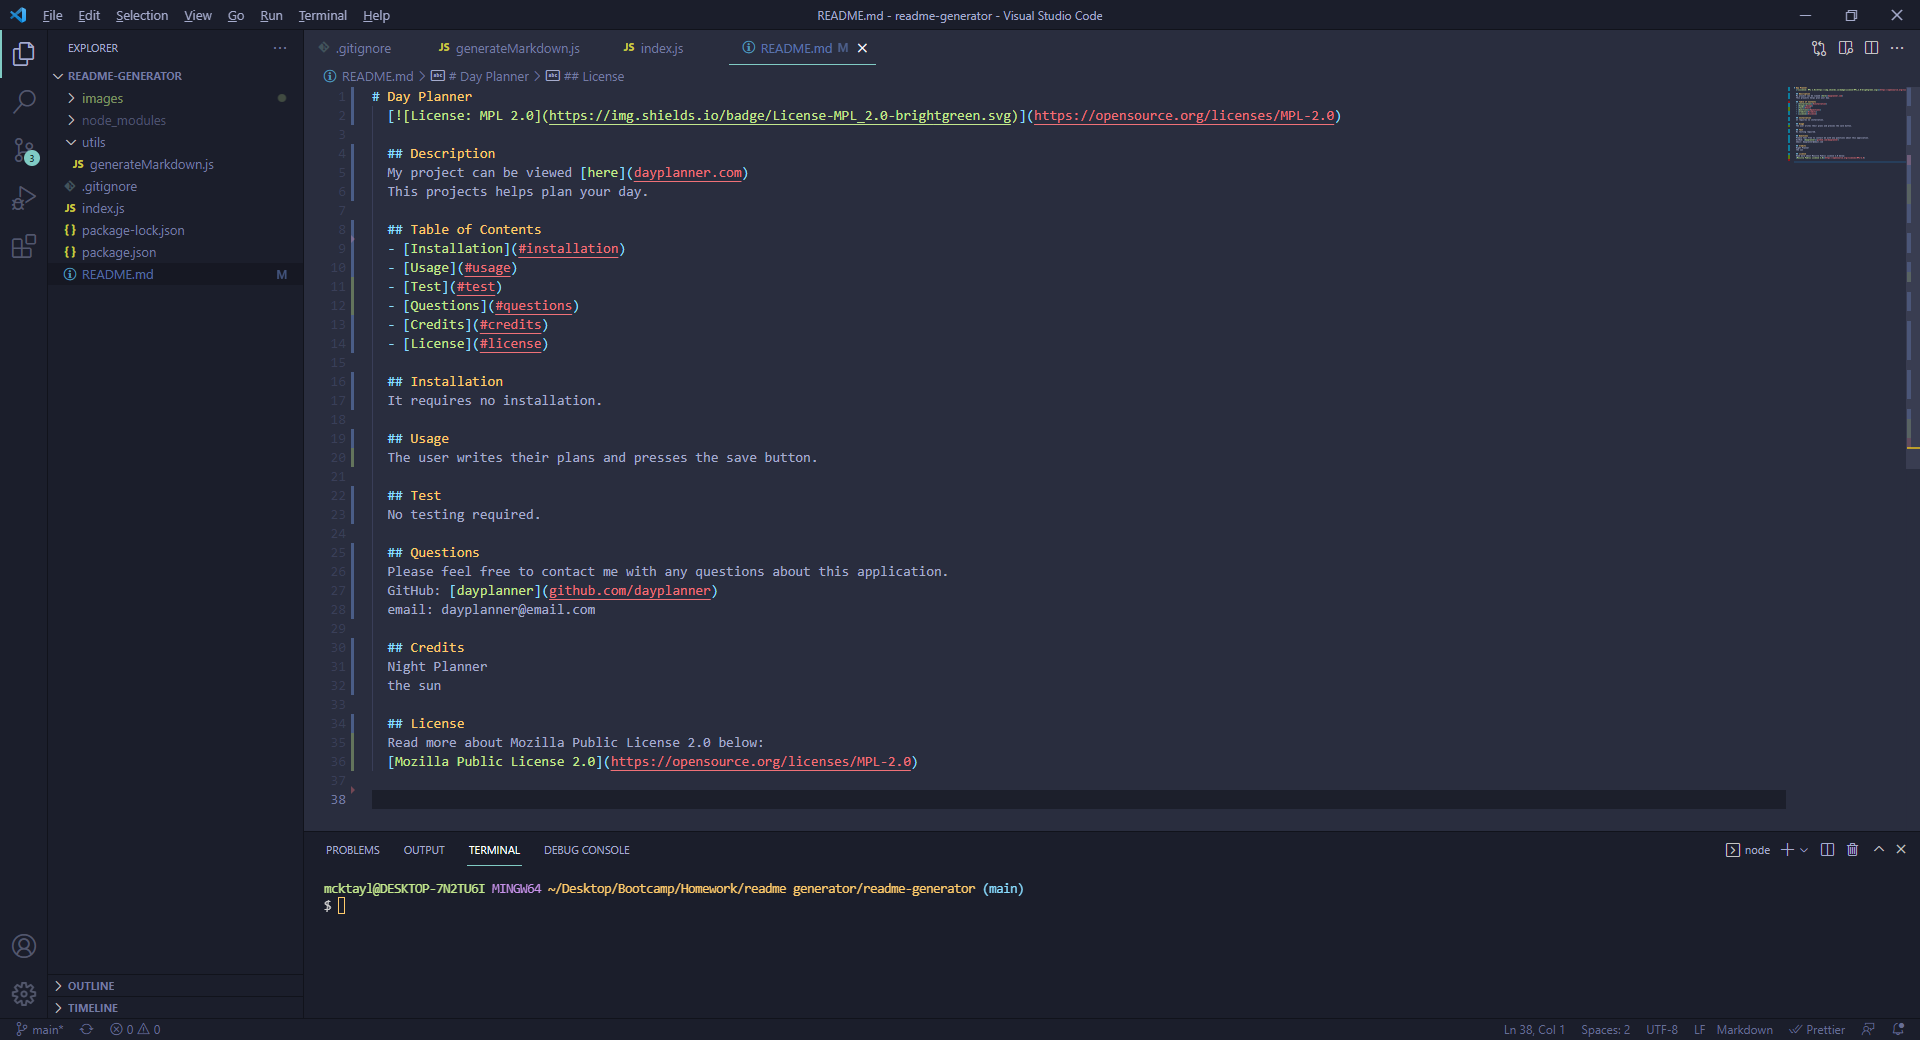 File Edit Selection View Go Run Terminal Help
README.md - readme-generator - Visual Studio Code
EXPLORER
README-GENERATOR
images
node_modules
utils
JS generateMarkdown.js
.gitignore
JS index.js
{} package-lock.json
{} package.json
README.md M
OUTLINE
TIMELINE
3
.gitignore JS generateMarkdown.js JS index.js README.md M
README.md > # Day Planner > ## License
1 # Day Planner
2 [![License: MPL 2.0](https://img.shields.io/badge/License-MPL_2.0-brightgreen.svg)](https://opensource.org/licenses/MPL-2.0)
3
4 ## Description
5 My project can be viewed [here](dayplanner.com)
6 This projects helps plan your day.
7
8 ## Table of Contents
9 - [Installation](#installation)
10 - [Usage](#usage)
11 - [Test](#test)
12 - [Questions](#questions)
13 - [Credits](#credits)
14 - [License](#license)
15
16 ## Installation
17 It requires no installation.
18
19 ## Usage
20 The user writes their plans and presses the save button.
21
22 ## Test
23 No testing required.
24
25 ## Questions
26 Please feel free to contact me with any questions about this application.
27 GitHub: [dayplanner](github.com/dayplanner)
28 email: dayplanner@email.com
29
30 ## Credits
31 Night Planner
32 the sun
33
34 ## License
35 Read more about Mozilla Public License 2.0 below:
36 [Mozilla Public License 2.0](https://opensource.org/licenses/MPL-2.0)
37
38
PROBLEMS OUTPUT TERMINAL DEBUG CONSOLE
node
mcktayl@DESKTOP-7N2TU6I MINGW64 ~/Desktop/Bootcamp/Homework/readme generator/readme-generator (main)
$
main* 0 0
Ln 38, Col 1 Spaces: 2 UTF-8 LF Markdown Prettier